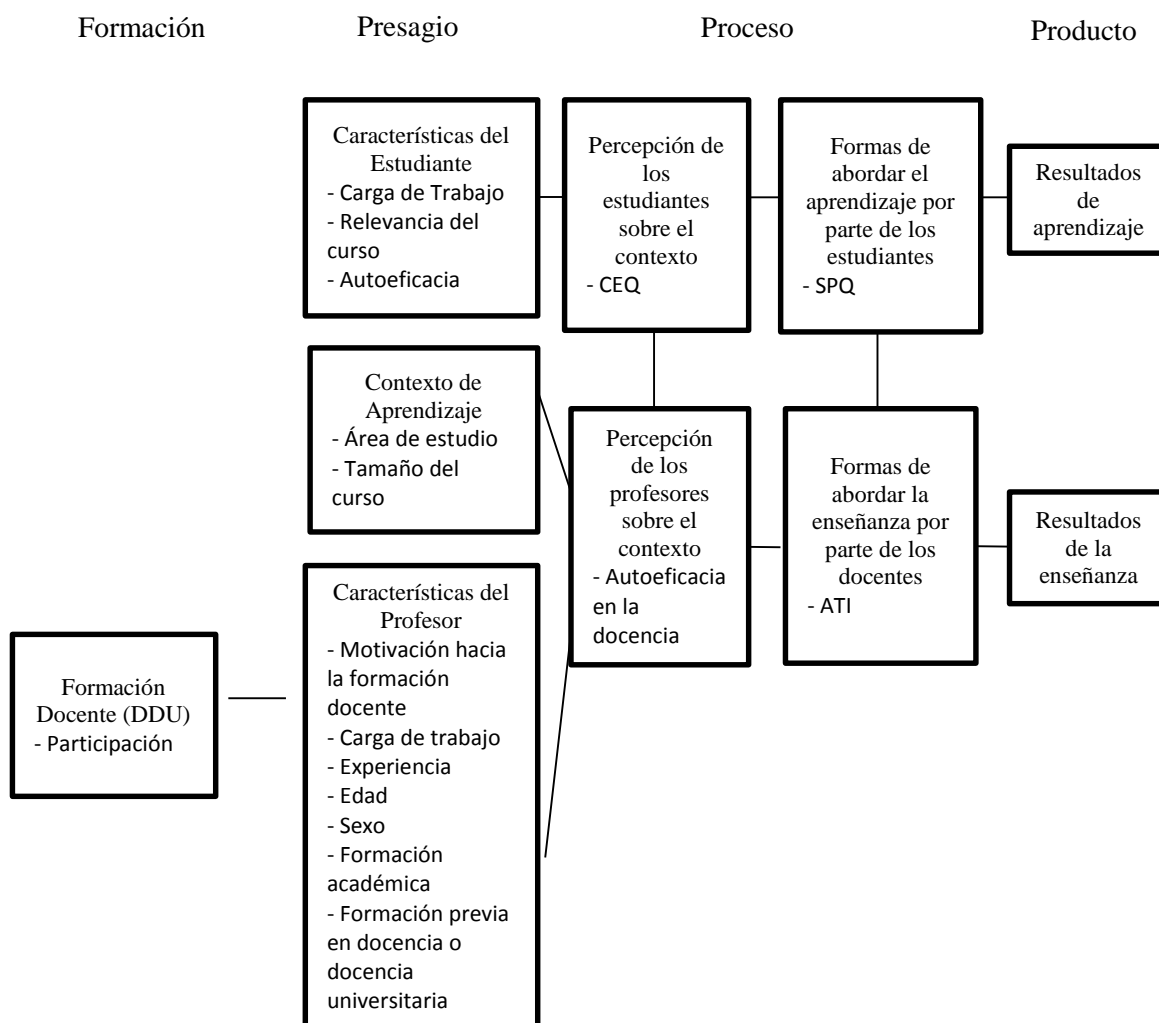 Formación
Presagio
Proceso
Producto
Características del
Estudiante
- Carga de Trabajo
- Relevancia del
curso
- Autoeficacia
Percepción de
los
estudiantes
sobre el
contexto
- CEQ
Formas de
abordar el
aprendizaje por
parte de los
estudiantes
- SPQ
Resultados
de
aprendizaje
Contexto de
Aprendizaje
- Área de estudio
- Tamaño del
curso
Percepción
de los
profesores
sobre el
contexto
- Autoeficacia
en la
docencia
Formas de
abordar la
enseñanza por
parte de los
docentes
- ATI
Resultados
de la
enseñanza
Formación
Docente (DDU)
- Participación
Características del
Profesor
- Motivación hacia
la formación
docente
- Carga de trabajo
- Experiencia
- Edad
- Sexo
- Formación
académica
- Formación previa
en docencia o
docencia
universitaria